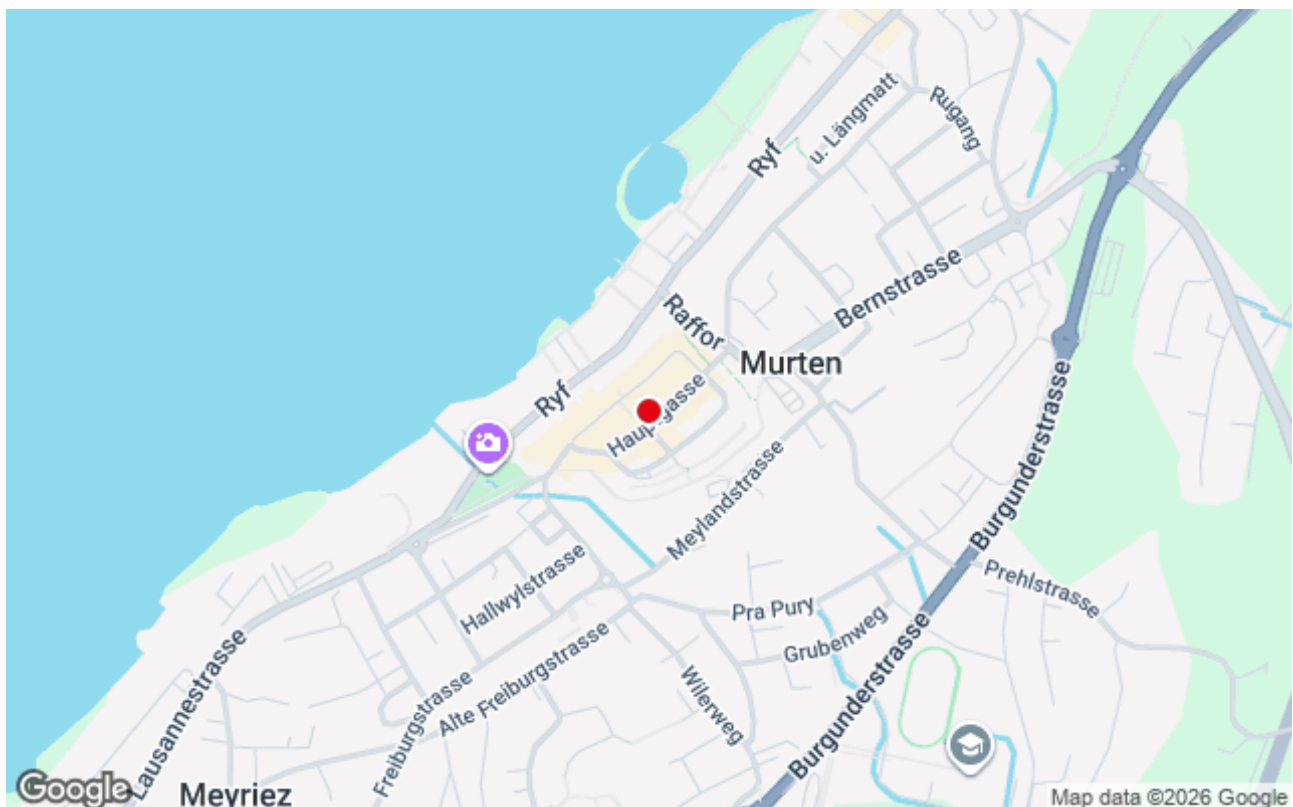 Rugang
u. Längmatt
Ryf
Bernstrasse
Raffor
Murten
Ryf
Hauptgasse
Burgunderstrasse
Meylandstrasse
Prehlstrasse
Hallwylstrasse
Pra Pury
Grubenweg
Burgunderstrasse
Lausannestrasse
Alte Freiburgstrasse
Freiburgstrasse
Wilerweg
Meyriez
Google
Map data ©2026 Google